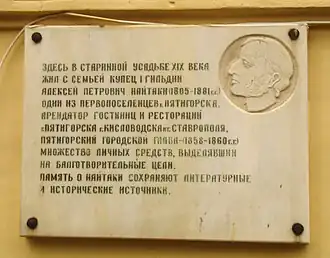 ЗДЕСЬ В СТАРИННОЙ УСАДЬБЕ XIX ВЕКА
ЖИЛ С СЕМЬЕЙ КУПЕЦ I ГИЛЬДИИ
АЛЕКСЕЙ ПЕТРОВИЧ НАЙТАКИ (1805-1881 г.г.)
ОДИН ИЗ ПЕРВОПОСЕЛЕНЦЕВ г. ПЯТИГОРСКА,
АРЕНДАТОР ГОСТИНИЦ И РЕСТОРАЦИЙ
г. ПЯТИГОРСКА г. КИСЛОВОДСКА г. СТАВРОПОЛЯ,
ПЯТИГОРСКИЙ ГОРОДСКОЙ ГЛАВА (1858-1860 г.г.)
МНОЖЕСТВО ЛИЧНЫХ СРЕДСТВ, ВЫДЕЛЯВШИЙ
НА БЛАГОТВОРИТЕЛЬНЫЕ ЦЕЛИ.
ПАМЯТЬ О НАЙТАКИ СОХРАНЯЮТ ЛИТЕРАТУРНЫЕ
И ИСТОРИЧЕСКИЕ ИСТОЧНИКИ.